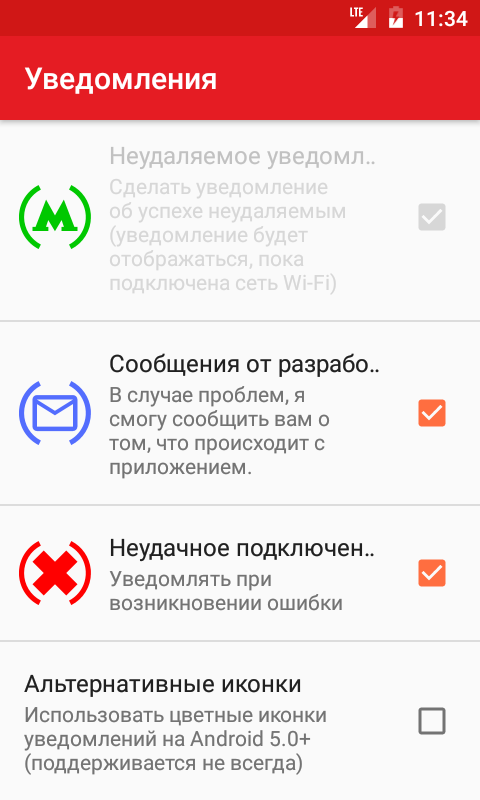 LTE 11:34
Уведомления
Неудаляемое уведомл..
Сделать уведомление
об успехе неудаляемым
(уведомление будет
отображаться, пока
подключена сеть Wi-Fi)
Сообщения от разрабо..
В случае проблем, я
смогу сообщить вам о
том, что происходит с
приложением.
Неудачное подключен..
Уведомлять при
возникновении ошибки
Альтернативные иконки
Использовать цветные иконки
уведомлений на Android 5.0+
(поддерживается не всегда)